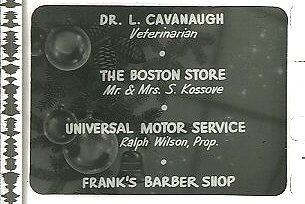 DR. L. CAVANAUGH
Veterinarian
THE BOSTON STORE
Mr. & Mrs. S. Kossove
UNIVERSAL MOTOR SERVICE
Ralph Wilson, Prop.
FRANK'S BARBER SHOP